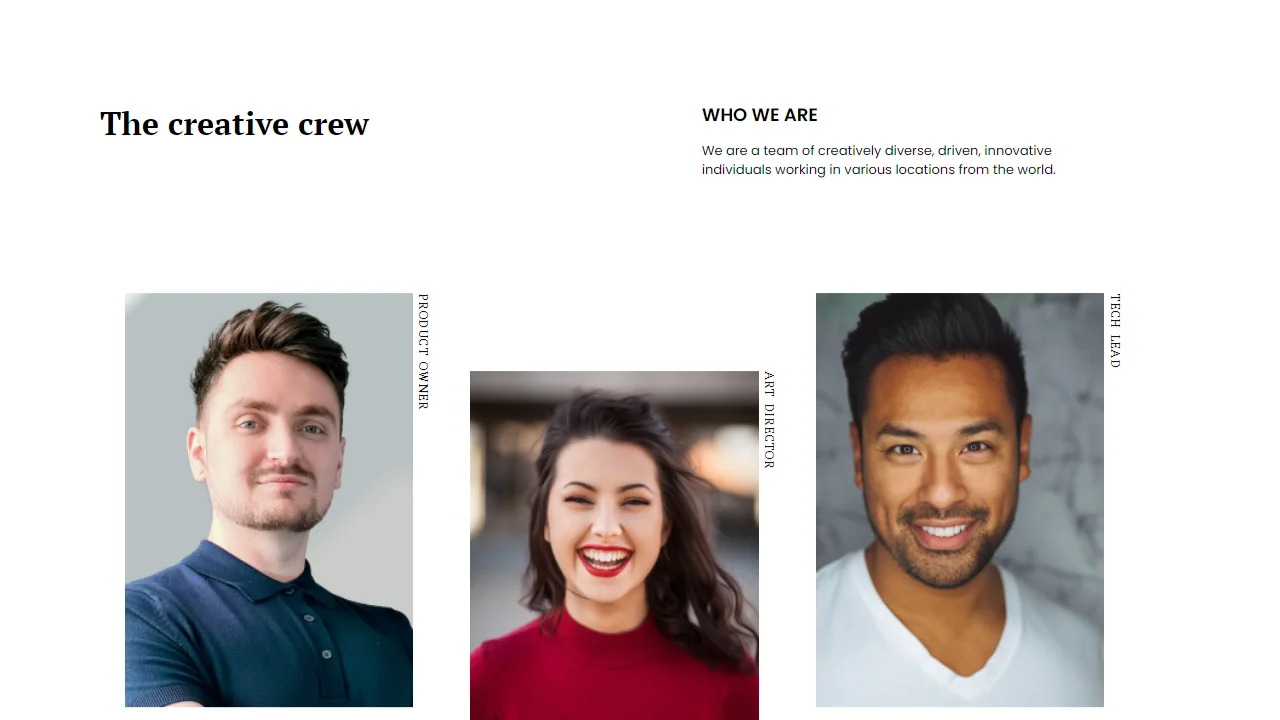 The creative crew
WHO WE ARE
We are a team of creatively diverse, driven, innovative
individuals working in various locations from the world.
PRODUCT OWNER
ART DIRECTOR
TECH LEAD